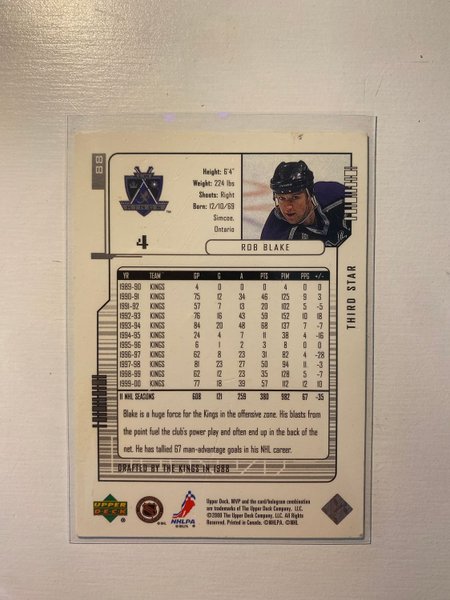 88
Height: 6'4"
Weight: 224 lbs
Shoots: Right
Born: 12/10/69
Simcoe,
Ontario
4
ROB BLAKE
THIRD STAR
YR TEAM GP G A PTS PIM PPG +/-
1989-90 KINGS 4 0 0 0 4 0 0
1990-91 KINGS 75 12 34 46 125 9 3
1991-92 KINGS 57 7 13 20 102 5 -5
1992-93 KINGS 76 16 43 59 152 10 18
1993-94 KINGS 84 20 48 68 137 7 -7
1994-95 KINGS 24 4 7 11 38 4 -16
1995-96 KINGS 6 1 2 3 8 0 0
1996-97 KINGS 62 8 23 31 82 4 -28
1997-98 KINGS 81 23 27 50 94 11 -3
1998-99 KINGS 62 12 23 35 128 5 -7
1999-00 KINGS 77 18 39 57 112 12 10
11 NHL SEASONS 608 121 259 380 982 67 -35
Blake is a huge force for the Kings in the offensive zone. His blasts from
the point fuel the club's power play and often end up in the back of the
net. He has tallied 67 man-advantage goals in his NHL career.
DRAFTED BY THE KINGS IN 1988
UPPER
DECK
NHLPA
Upper Deck, MVP and the card/hologram combination
are trademarks of The Upper Deck Company, LLC.
©2000 The Upper Deck Company, LLC. All Rights
Reserved. Printed in Canada. ©NHLPA. ©NHL